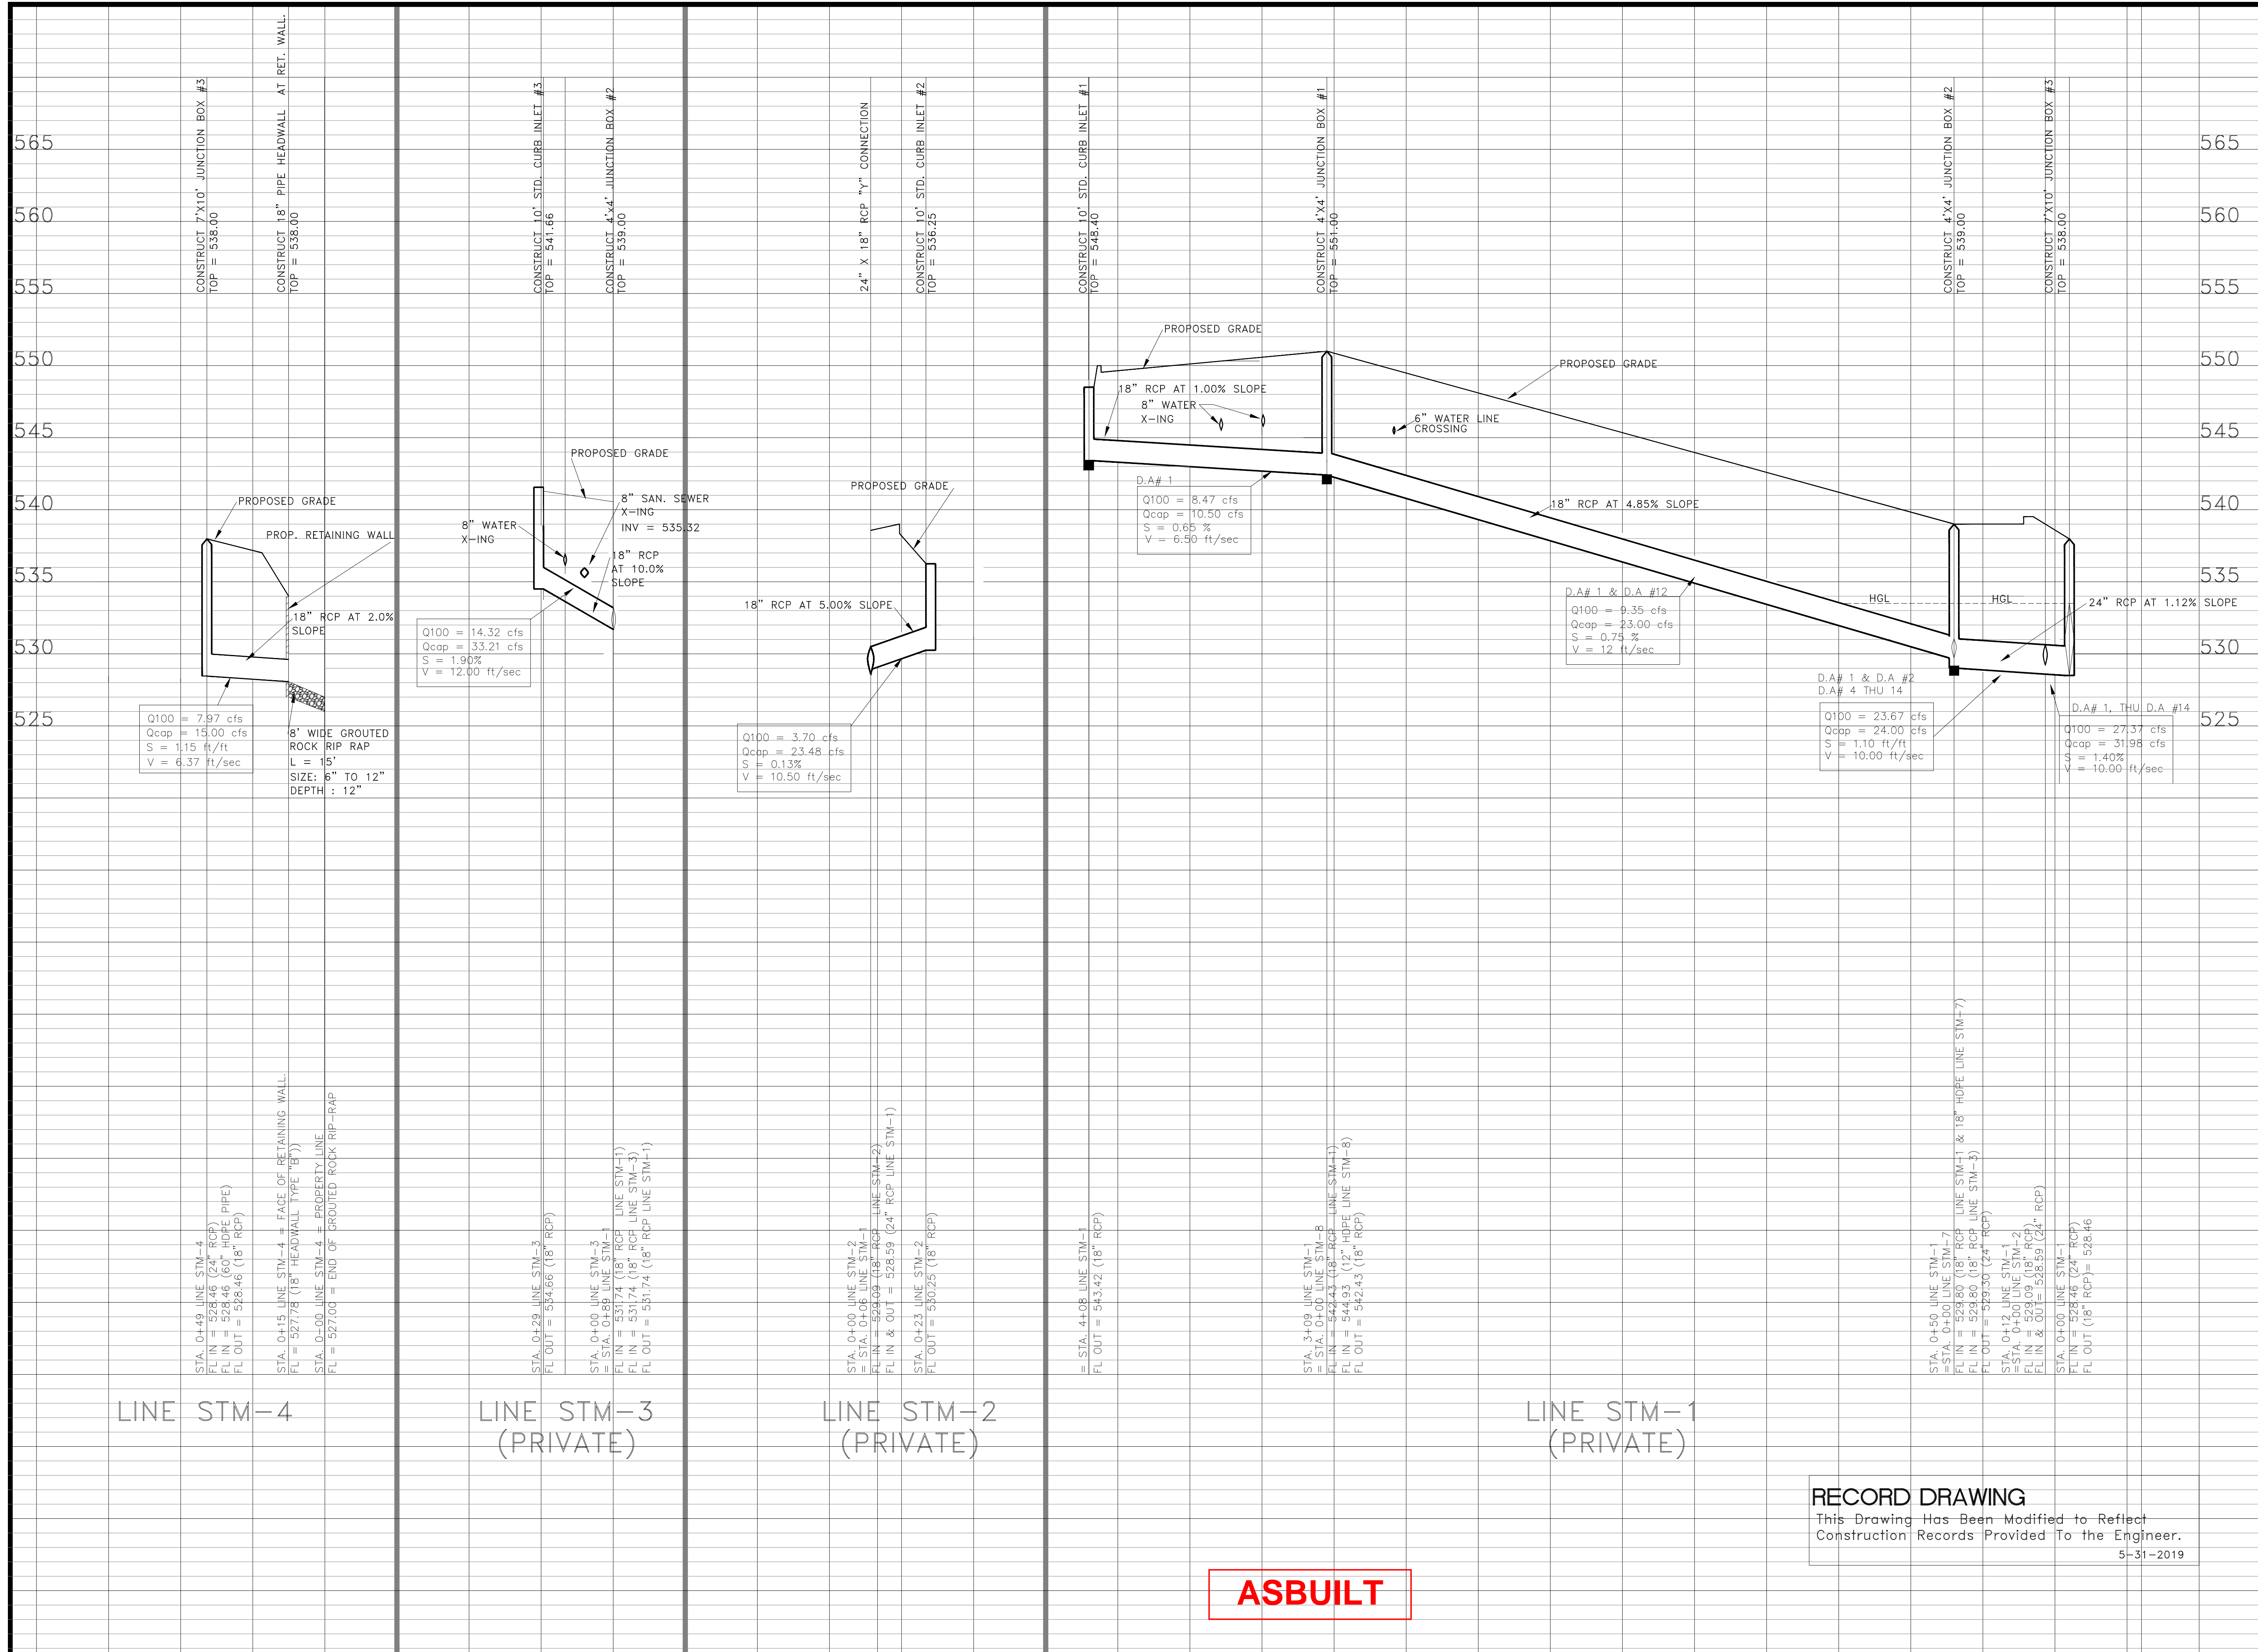 CONSTRUCT 7'X10' JUNCTION BOX #3
TOP = 538.00
CONSTRUCT 18" PIPE HEADWALL AT RET. WALL.
TOP = 538.00
CONSTRUCT 10' STD. CURB INLET #3
TOP = 541.66
CONSTRUCT 4'x4' JUNCTION BOX #2
TOP = 539.00
24" X 18" RCP "Y" CONNECTION
CONSTRUCT 10' STD. CURB INLET #2
TOP = 536.25
CONSTRUCT 10' STD. CURB INLET #1
TOP = 548.40
CONSTRUCT 4'X4' JUNCTION BOX #1
TOP = 551.00
CONSTRUCT 4'X4' JUNCTION BOX #2
TOP = 539.00
CONSTRUCT 7'X10' JUNCTION BOX #3
TOP = 538.00
565
560
555
550
545
540
535
530
525
565
560
555
550
545
540
535
530
525
PROPOSED GRADE
PROP. RETAINING WALL
18" RCP AT 2.0%
SLOPE
Q100 = 7.97 cfs
Qcap = 15.00 cfs
S = 1.15 ft/ft
V = 6.37 ft/sec
8' WIDE GROUTED
ROCK RIP RAP
L = 15'
SIZE: 6" TO 12"
DEPTH : 12"
PROPOSED GRADE
8" WATER
X-ING
8" SAN. SEWER
X-ING
INV = 535.32
18" RCP
AT 10.0%
SLOPE
Q100 = 14.32 cfs
Qcap = 33.21 cfs
S = 1.90%
V = 12.00 ft/sec
PROPOSED GRADE
18" RCP AT 5.00% SLOPE
Q100 = 3.70 cfs
Qcap = 23.48 cfs
S = 0.13%
V = 10.50 ft/sec
PROPOSED GRADE
18" RCP AT 1.00% SLOPE
8" WATER
X-ING
D.A# 1
Q100 = 8.47 cfs
Qcap = 10.50 cfs
S = 0.65 %
V = 6.50 ft/sec
6" WATER LINE
CROSSING
PROPOSED GRADE
18" RCP AT 4.85% SLOPE
D.A# 1 & D.A #12
Q100 = 9.35 cfs
Qcap = 23.00 cfs
S = 0.75 %
V = 12 ft/sec
HGL
HGL
24" RCP AT 1.12% SLOPE
D.A# 1 & D.A #2
D.A# 4 THU 14
Q100 = 23.67 cfs
Qcap = 24.00 cfs
S = 1.10 ft/ft
V = 10.00 ft/sec
D.A# 1, THU D.A #14
Q100 = 27.37 cfs
Qcap = 31.98 cfs
S = 1.40%
V = 10.00 ft/sec
STA. 0+49 LINE STM-4
FL IN = 528.46 (24" RCP)
FL IN = 528.46 (60" HDPE PIPE)
FL OUT = 528.46 (18" RCP)
STA. 0+15 LINE STM-4 = FACE OF RETAINING WALL.
FL = 527.78 (18" HEADWALL TYPE "B"))
STA. 0-00 LINE STM-4 = PROPERTY LINE
FL = 527.00 = END OF GROUTED ROCK RIP-RAP
STA. 0+29 LINE STM-3
FL OUT = 534.66 (18" RCP)
STA. 0+00 LINE STM-3
= STA. 0+89 LINE STM-1
FL IN = 531.74 (18" RCP LINE STM-1)
FL IN = 531.74 (18" RCP LINE STM-3)
FL OUT = 531.74 (18" RCP LINE STM-1)
STA. 0+00 LINE STM-2
= STA. 0+06 LINE STM-1
FL IN = 529.09 (18" RCP LINE STM-2)
FL IN & OUT = 528.59 (24" RCP LINE STM-1)
STA. 0+23 LINE STM-2
FL OUT = 530.25 (18" RCP)
= STA. 4+08 LINE STM-1
FL OUT = 543.42 (18" RCP)
STA. 3+09 LINE STM-1
= STA. 0+00 LINE STM-8
FL IN = 542.43 (18" RCP LINE STM-1)
FL IN = 544.93 (12" HDPE LINE STM-8)
FL OUT = 542.43 (18" RCP)
STA. 0+50 LINE STM-1
=STA. 0+00 LINE STM-7
FL IN = 529.80 (18" RCP LINE STM-1 & 18" HDPE LINE STM-7)
FL IN = 529.80 (18" RCP LINE STM-3)
FL OUT = 529.30 (24" RCP)
STA. 0+12 LINE STM-1
=STA. 0+00 LINE STM-2
FL IN = 529.09 (18" RCP)
FL IN & OUT= 528.59 (24" RCP)
STA. 0+00 LINE STM-1
FL IN = 528.46 (24" RCP)
FL OUT (18" RCP)= 528.46
LINE STM-4
LINE STM-3
(PRIVATE)
LINE STM-2
(PRIVATE)
LINE STM-1
(PRIVATE)
RECORD DRAWING
This Drawing Has Been Modified to Reflect
Construction Records Provided To the Engineer.
5-31-2019
ASBUILT